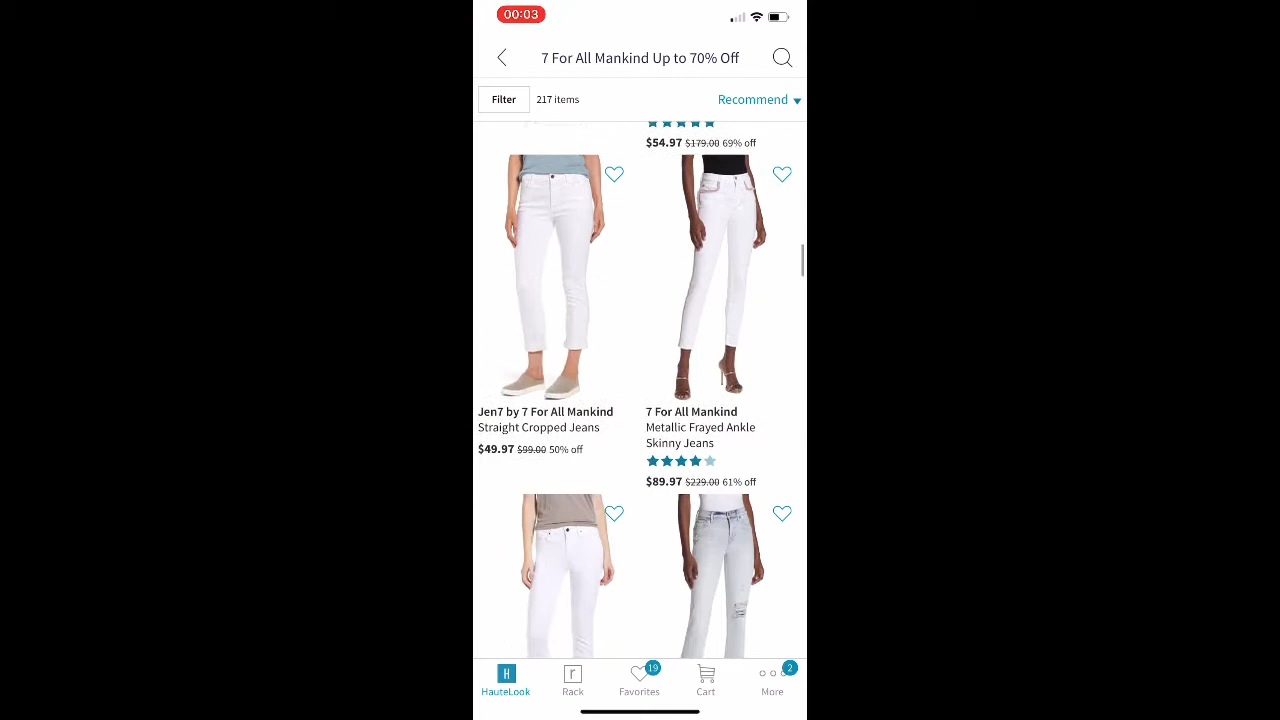 00:03
7 For All Mankind Up to 70% Off
Filter
217 items
Recommend
$54.97 $179.00 69% off
Jen7 by 7 For All Mankind
Straight Cropped Jeans
$49.97 $99.00 50% off
7 For All Mankind
Metallic Frayed Ankle
Skinny Jeans
$89.97 $229.00 61% off
H
HauteLook
r
Rack
19
Favorites
Cart
2
More